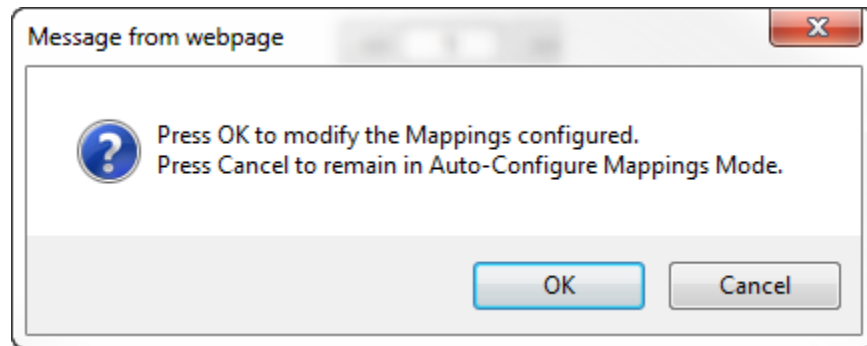 Message from webpage
Press OK to modify the Mappings configured.
Press Cancel to remain in Auto-Configure Mappings Mode.
OK
Cancel